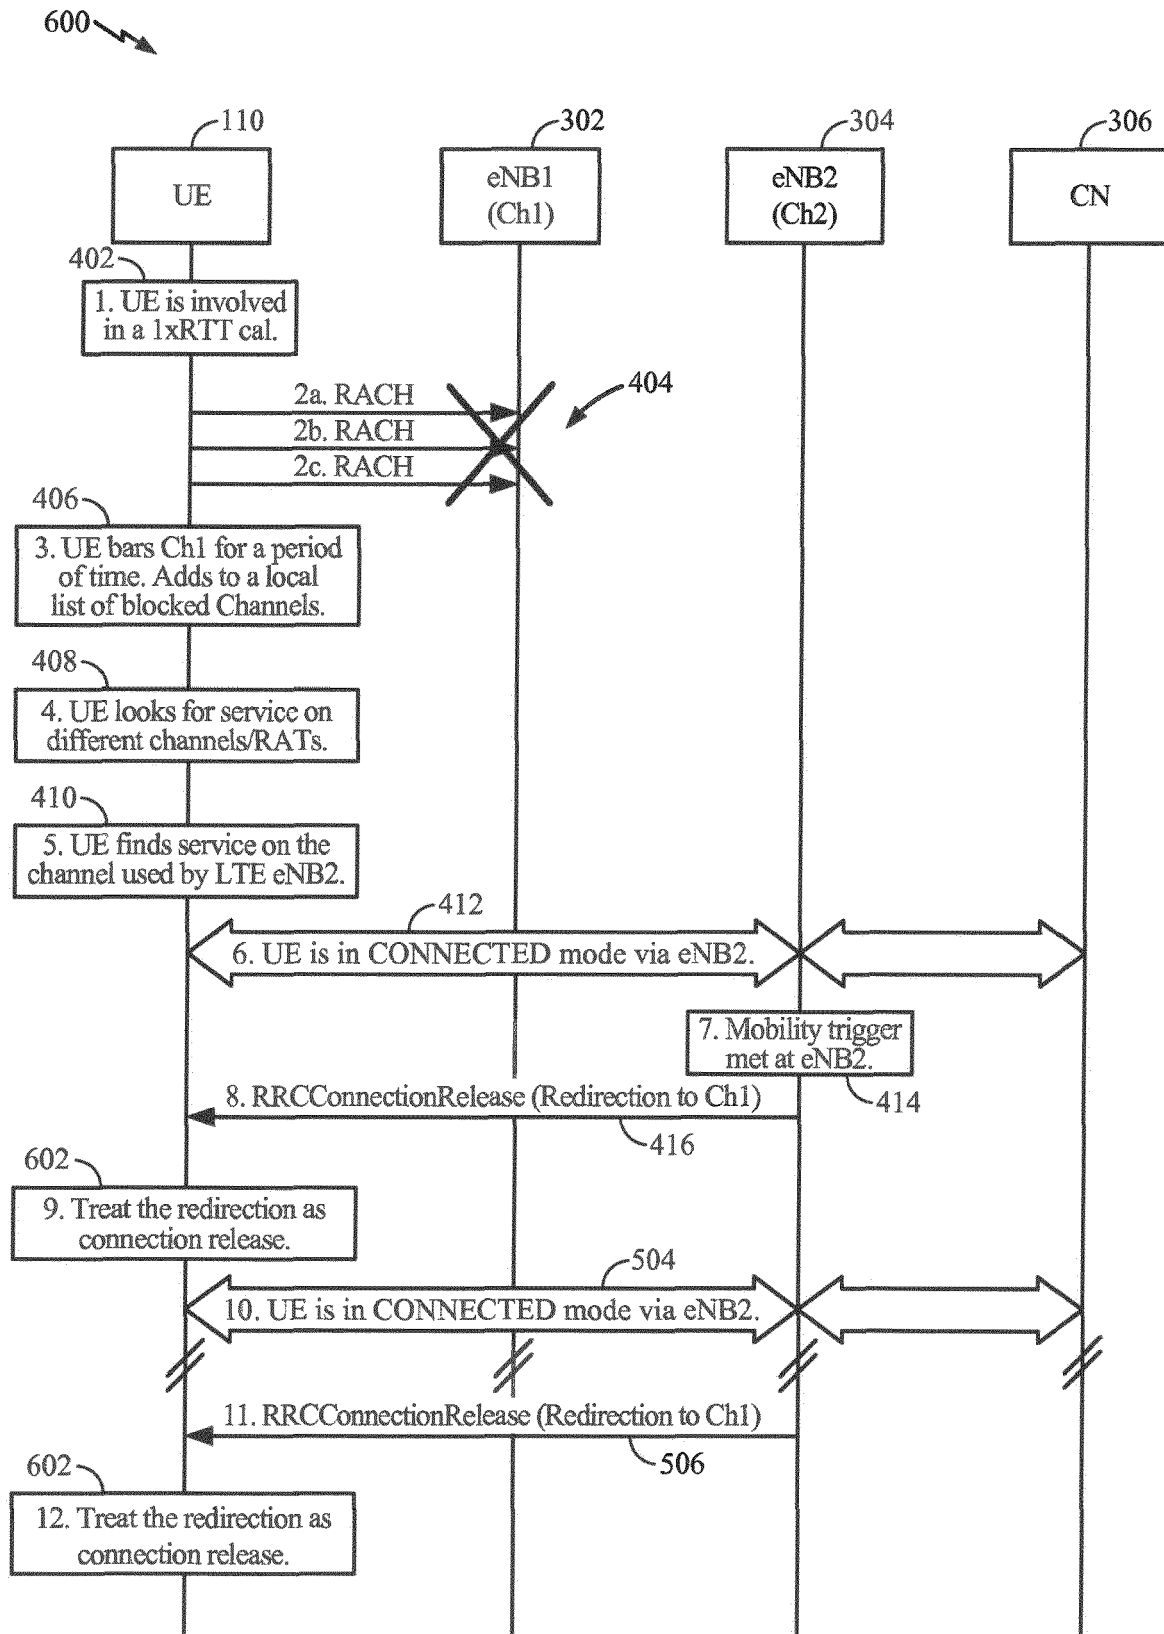 600
110
302
304
306
UE
eNB1
(Ch1)
eNB2
(Ch2)
CN
402
1. UE is involved
in a 1xRTT cal.
2a. RACH
404
2b. RACH
2c. RACH
406
3. UE bars Ch1 for a period
of time. Adds to a local
list of blocked Channels.
408
4. UE looks for service on
different channels/RATs.
410
5. UE finds service on the
channel used by LTE eNB2.
412
6. UE is in CONNECTED mode via eNB2.
7. Mobility trigger
met at eNB2.
414
8. RRCConnectionRelease (Redirection to Ch1)
416
602
9. Treat the redirection as
connection release.
504
10. UE is in CONNECTED mode via eNB2.
11. RRCConnectionRelease (Redirection to Ch1)
506
602
12. Treat the redirection as
connection release.